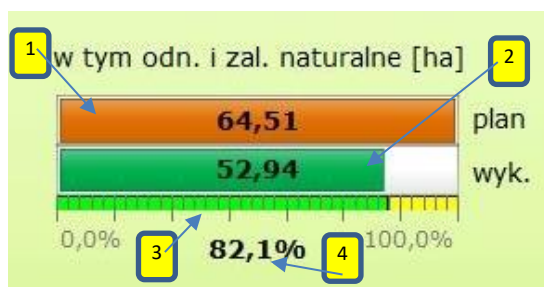 1 w tym odn. i zal. naturalne [ha] 2
64,51 plan
52,94 wyk.
0,0% 3 82,1% 4 100,0%